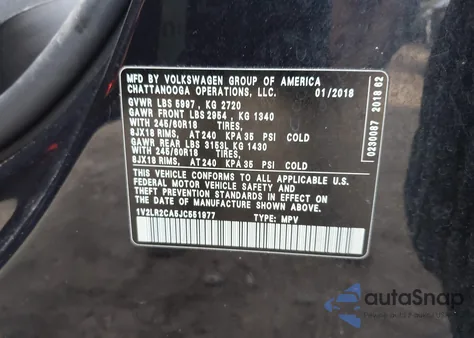 MFD BY VOLKSWAGEN GROUP OF AMERICA
CHATTANOOGA OPERATIONS, LLC. 01/2018
GVWR LBS 5997, KG 2720
GAWR FRONT LBS 2954, KG 1340
WITH 245/60R18 TIRES,
8JX18 RIMS, AT 240 KPA 35 PSI COLD
GAWR REAR LBS 3153, KG 1430
WITH 245/60R18 TIRES,
8JX18 RIMS, AT 240 KPA 35 PSI COLD
THIS VEHICLE CONFORMS TO ALL APPLICABLE U.S.
FEDERAL MOTOR VEHICLE SAFETY AND
THEFT PREVENTION STANDARDS IN EFFECT ON
THE DATE OF MANUFACTURE SHOWN ABOVE
1V2LR2CA5JC551977 TYPE: MPV
0230087 2018 62
autoSnap